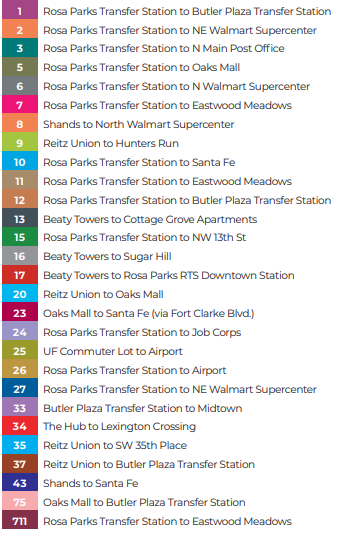 1 Rosa Parks Transfer Station to Butler Plaza Transfer Station
2 Rosa Parks Transfer Station to NE Walmart Supercenter
3 Rosa Parks Transfer Station to N Main Post Office
5 Rosa Parks Transfer Station to Oaks Mall
6 Rosa Parks Transfer Station to N Walmart Supercenter
7 Rosa Parks Transfer Station to Eastwood Meadows
8 Shands to North Walmart Supercenter
9 Reitz Union to Hunters Run
10 Rosa Parks Transfer Station to Santa Fe
11 Rosa Parks Transfer Station to Eastwood Meadows
12 Rosa Parks Transfer Station to Butler Plaza Transfer Station
13 Beaty Towers to Cottage Grove Apartments
15 Rosa Parks Transfer Station to NW 13th St
16 Beaty Towers to Sugar Hill
17 Beaty Towers to Rosa Parks RTS Downtown Station
20 Reitz Union to Oaks Mall
23 Oaks Mall to Santa Fe (via Fort Clarke Blvd.)
24 Rosa Parks Transfer Station to Job Corps
25 UF Commuter Lot to Airport
26 Rosa Parks Transfer Station to Airport
27 Rosa Parks Transfer Station to NE Walmart Supercenter
33 Butler Plaza Transfer Station to Midtown
34 The Hub to Lexington Crossing
35 Reitz Union to SW 35th Place
37 Reitz Union to Butler Plaza Transfer Station
43 Shands to Santa Fe
75 Oaks Mall to Butler Plaza Transfer Station
711 Rosa Parks Transfer Station to Eastwood Meadows